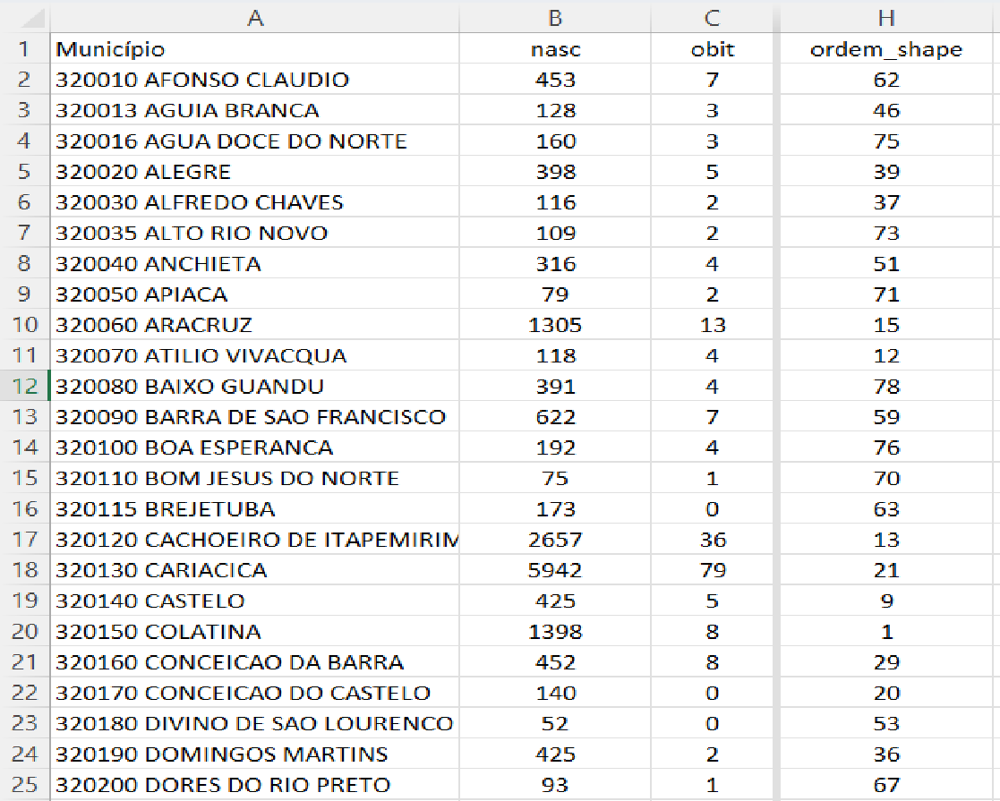 A B C H
1 Município nasc obit ordem_shape
2 320010 AFONSO CLAUDIO 453 7 62
3 320013 AGUIA BRANCA 128 3 46
4 320016 AGUA DOCE DO NORTE 160 3 75
5 320020 ALEGRE 398 5 39
6 320030 ALFREDO CHAVES 116 2 37
7 320035 ALTO RIO NOVO 109 2 73
8 320040 ANCHIETA 316 4 51
9 320050 APIACA 79 2 71
10 320060 ARACRUZ 1305 13 15
11 320070 ATILIO VIVACQUA 118 4 12
12 320080 BAIXO GUANDU 391 4 78
13 320090 BARRA DE SAO FRANCISCO 622 7 59
14 320100 BOA ESPERANCA 192 4 76
15 320110 BOM JESUS DO NORTE 75 1 70
16 320115 BREJETUBA 173 0 63
17 320120 CACHOEIRO DE ITAPEMIRIM 2657 36 13
18 320130 CARIACICA 5942 79 21
19 320140 CASTELO 425 5 9
20 320150 COLATINA 1398 8 1
21 320160 CONCEICAO DA BARRA 452 8 29
22 320170 CONCEICAO DO CASTELO 140 0 20
23 320180 DIVINO DE SAO LOURENCO 52 0 53
24 320190 DOMINGOS MARTINS 425 2 36
25 320200 DORES DO RIO PRETO 93 1 67